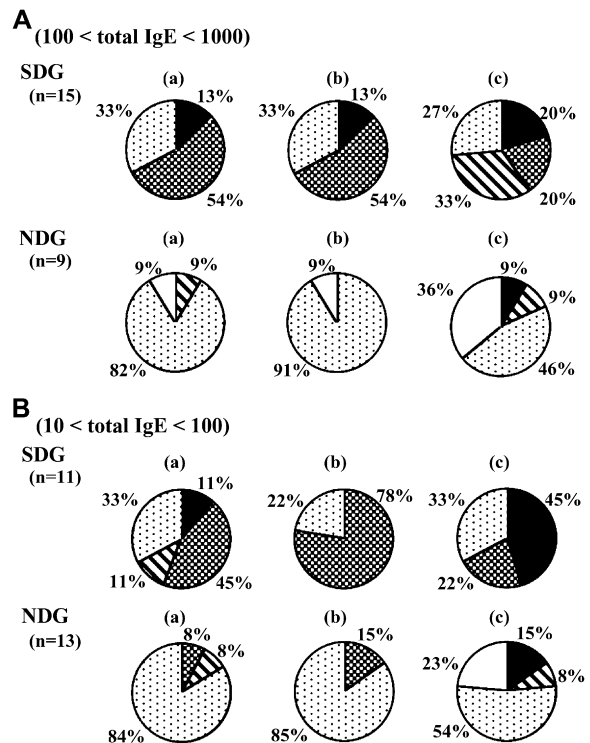 A (100 < total IgE < 1000)
SDG (a) (b) (c)
(n=15)
33% 13% 33% 13% 27% 20%
54% 54% 33% 20%
NDG (a) (b) (c)
(n=9)
9% 9% 9% 36% 9% 9%
82% 91% 46%
B (10 < total IgE < 100)
SDG (a) (b) (c)
(n=11)
33% 11% 22% 78% 33% 45%
11% 45% 22%
NDG (a) (b) (c)
(n=13)
8% 8% 15% 23% 15% 8%
84% 85% 54%